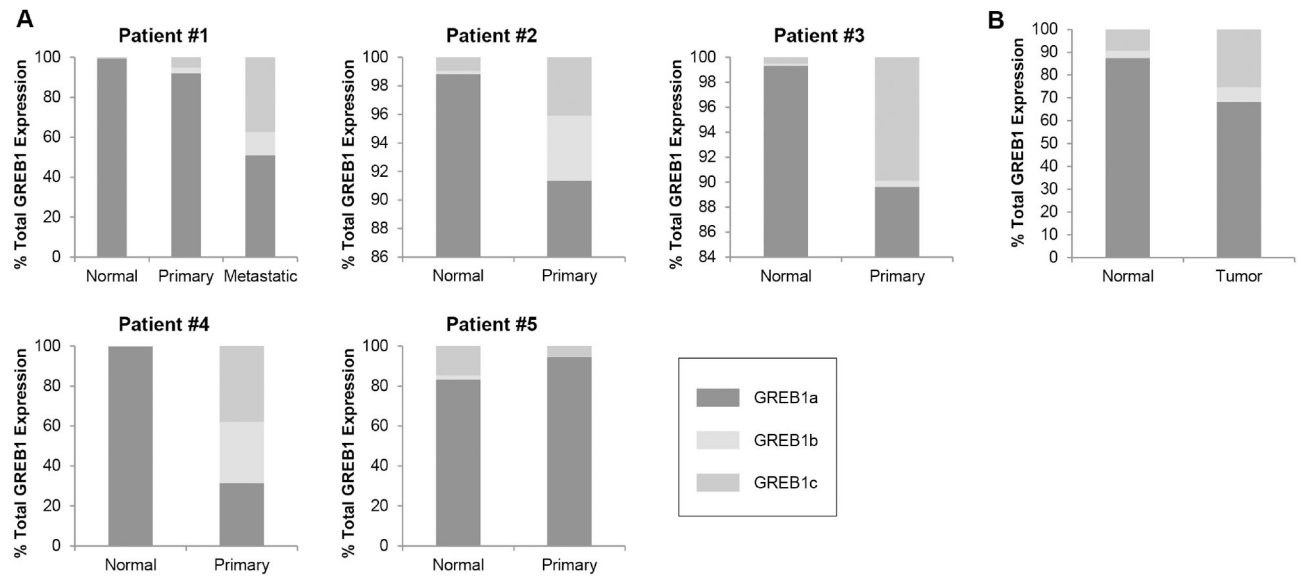 A
Patient #1
% Total GREB1 Expression
100
80
60
40
20
0
Normal Primary Metastatic
Patient #2
% Total GREB1 Expression
100
98
96
94
92
90
88
86
Normal Primary
Patient #3
% Total GREB1 Expression
100
98
96
94
92
90
88
86
84
Normal Primary
B
% Total GREB1 Expression
100
90
80
70
60
50
40
30
20
10
0
Normal Tumor
Patient #4
% Total GREB1 Expression
100
80
60
40
20
0
Normal Primary
Patient #5
% Total GREB1 Expression
100
80
60
40
20
0
Normal Primary
GREB1a
GREB1b
GREB1c